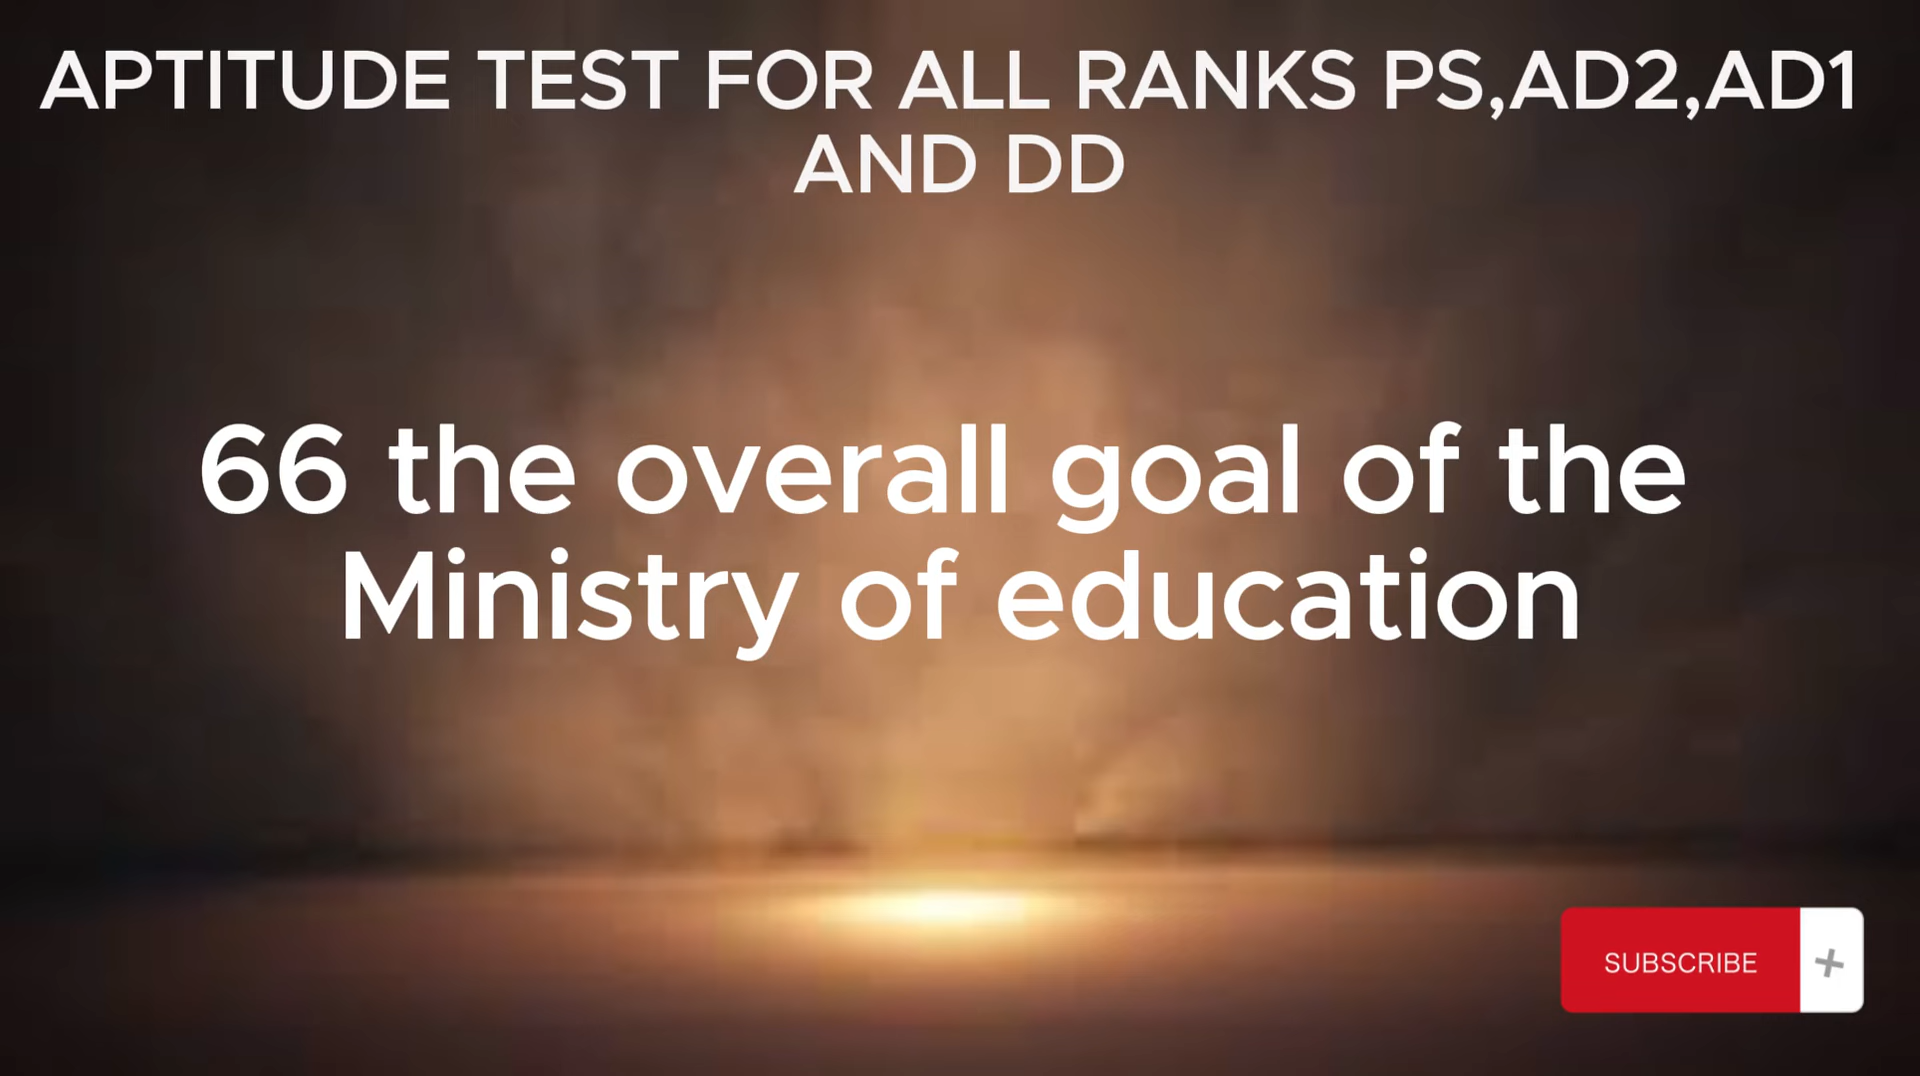 APTITUDE TEST FOR ALL RANKS PS,AD2,AD1
AND DD
66 the overall goal of the
Ministry of education
SUBSCRIBE +